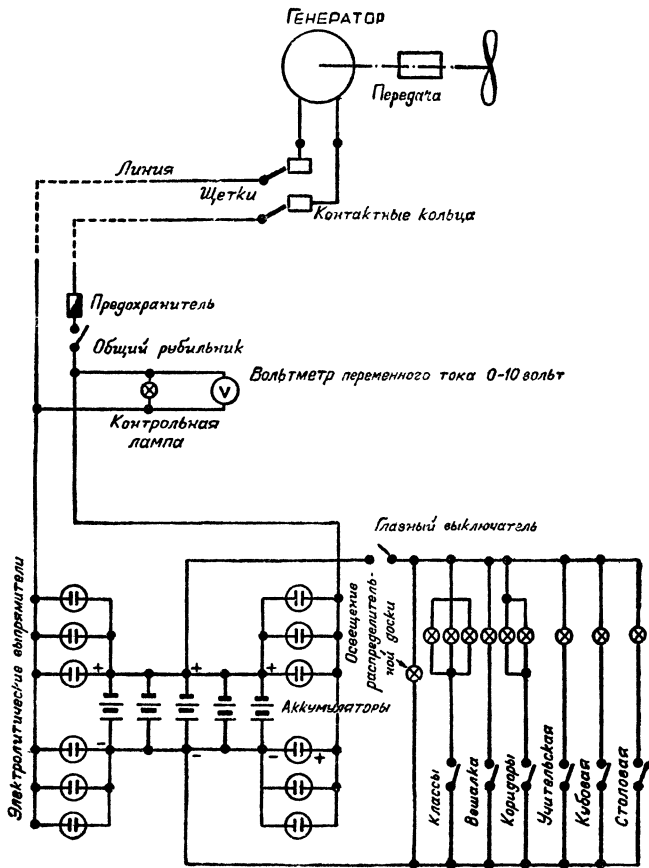 ГЕНЕРАТОР
Передача
Линия
Щетки
Контактные кольца
Предохранитель
Общий рубильник
Вольтметр переменного тока 0-10 вольт
V
Контрольная
лампа
Главный выключатель
Электролитические выпрямители
Освещение
распределитель-
ной доски
+
+
+
Аккумуляторы
-
-
-
+
Классы
Вешалка
Коридоры
Учительская
Кубовая
Столовая